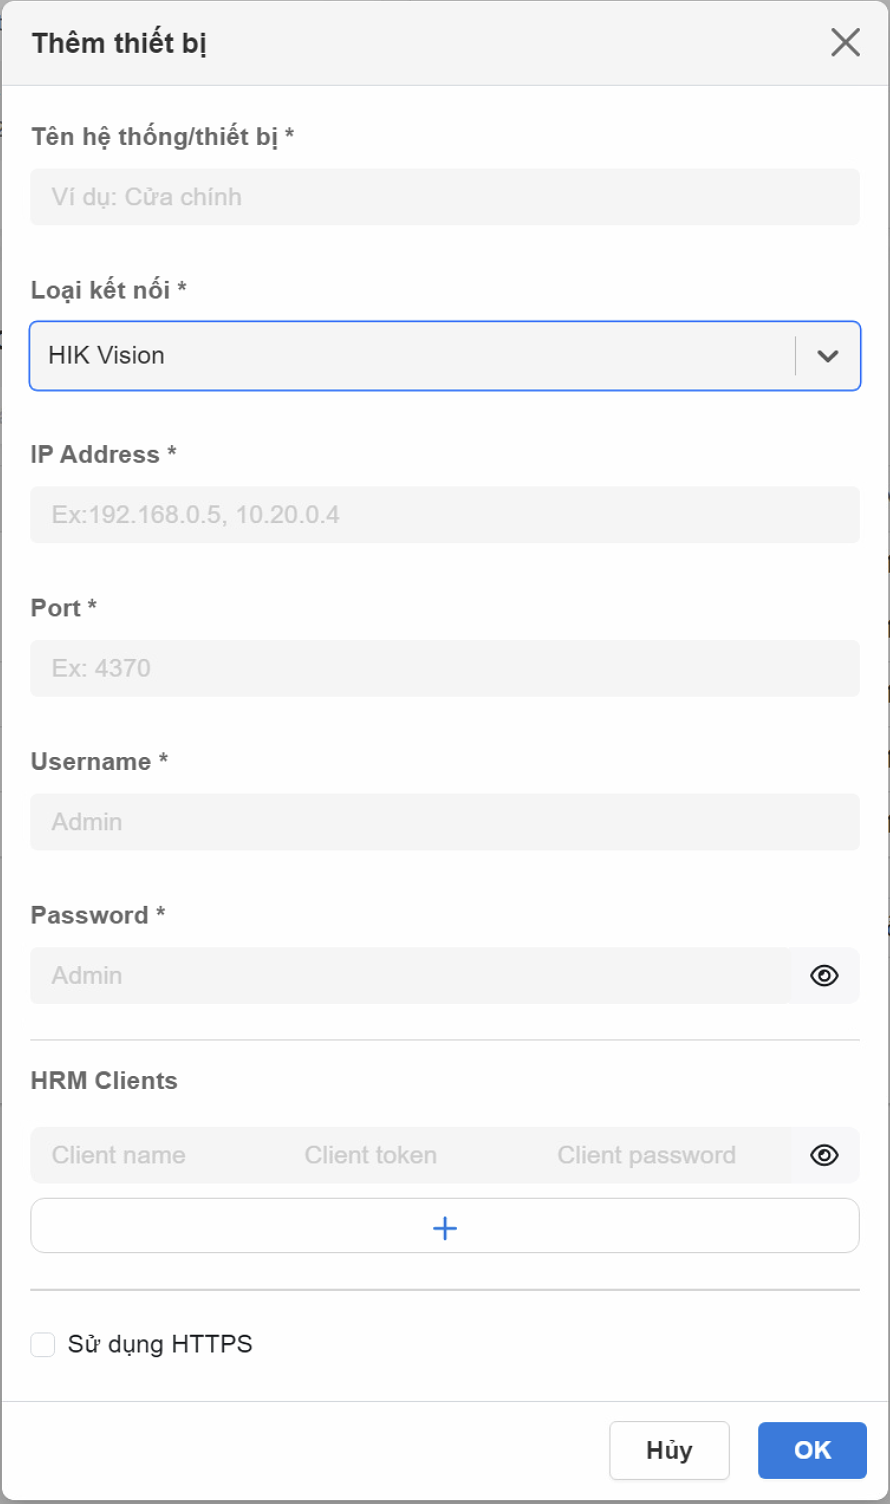 Thêm thiết bị
Tên hệ thống/thiết bị *
Ví dụ: Cửa chính
Loại kết nối *
HIK Vision
IP Address *
Ex:192.168.0.5, 10.20.0.4
Port *
Ex: 4370
Username *
Admin
Password *
Admin
HRM Clients
Client name Client token Client password
Sử dụng HTTPS
Hủy OK